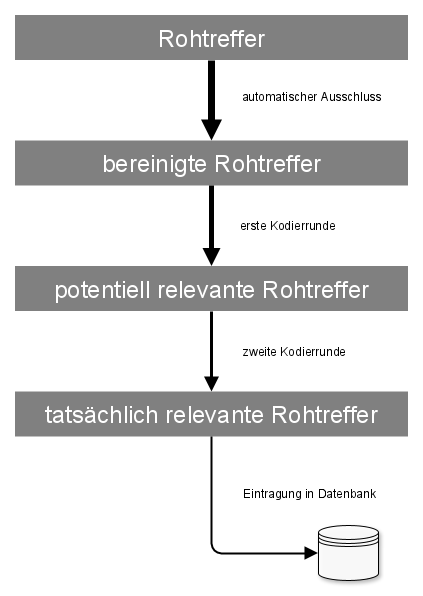 Rohtreffer
automatischer Ausschluss
bereinigte Rohtreffer
erste Kodierrunde
potentiell relevante Rohtreffer
zweite Kodierrunde
tatsächlich relevante Rohtreffer
Eintragung in Datenbank